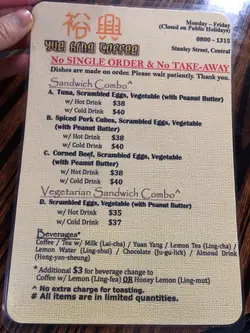 裕興
Monday – Friday
(Closed on Public Holidays)
YUE HING COFFEE
0800 – 1315
Stanley Street, Central
No SINGLE ORDER & No TAKE-AWAY
Dishes are made on order. Please wait patiently. Thank you.
Sandwich Combo^
A. Tuna, Scrambled Eggs, Vegetable (with Peanut Butter)
w/ Hot Drink $38
w/ Cold Drink $40
B. Spiced Pork Cubes, Scrambled Eggs, Vegetable
(with Peanut Butter)
w/ Hot Drink $38
w/ Cold Drink $40
C. Corned Beef, Scrambled Eggs, Vegetable
(with Peanut Butter)
w/ Hot Drink $38
w/ Cold Drink $40
Vegetarian Sandwich Combo^
D. Scrambled Eggs, Vegetable (with Peanut Butter)
w/ Hot Drink $35
w/ Cold Drink $37
Beverages*
Coffee / Tea w/ Milk (Lai-cha) / Yuan Yang / Lemon Tea (Ling-cha) /
Lemon Water (Ling-shui) / Chocolate (Ju-gu-lick) / Almond Drink
(Heng-yan-sheung)
*Additional $3 for beverage change to
Coffee w/ Lemon (Ling-fea) OR Honey Lemon (Ling-mut)
^ No extra charge for toasting.
# All items are in limited quantities.